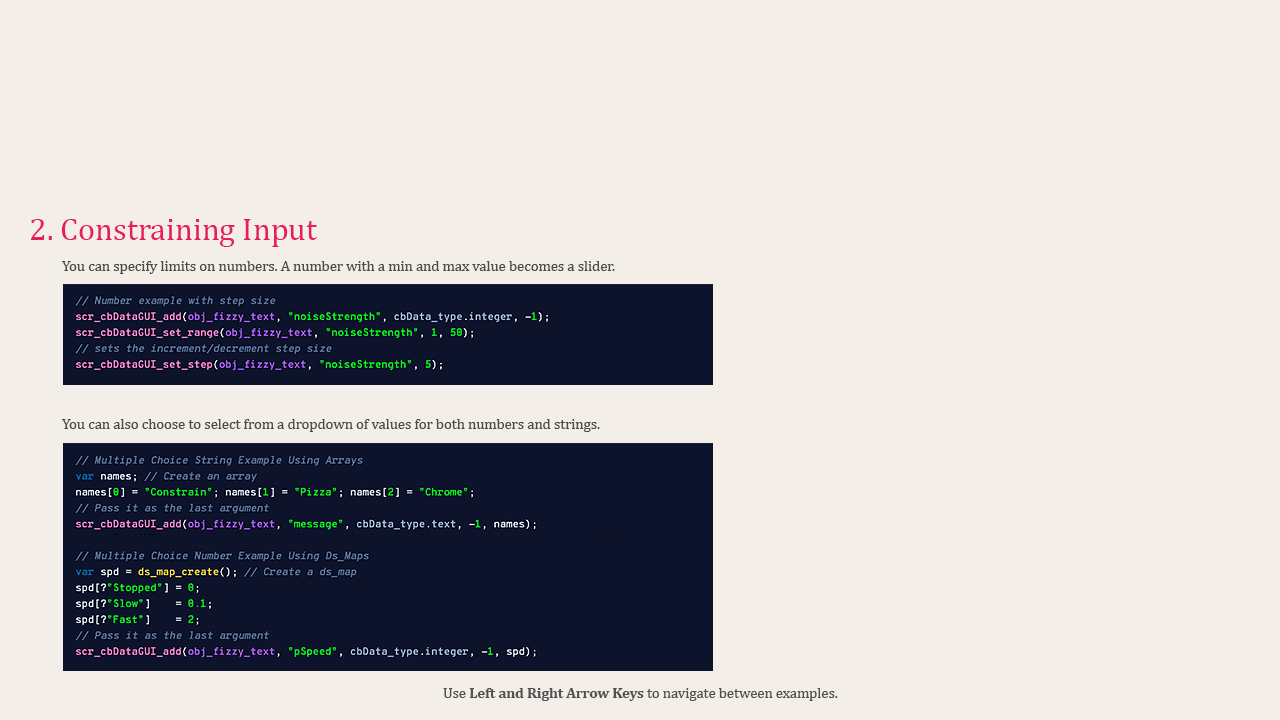 2. Constraining Input
You can specify limits on numbers. A number with a min and max value becomes a slider.
// Number example with step size
scr_cbDataGUI_add(obj_fizzy_text, "noiseStrength", cbData_type.integer, -1);
scr_cbDataGUI_set_range(obj_fizzy_text, "noiseStrength", 1, 50);
// sets the increment/decrement step size
scr_cbDataGUI_set_step(obj_fizzy_text, "noiseStrength", 5);
You can also choose to select from a dropdown of values for both numbers and strings.
// Multiple Choice String Example Using Arrays
var names; // Create an array
names[0] = "Constrain"; names[1] = "Pizza"; names[2] = "Chrome";
// Pass it as the last argument
scr_cbDataGUI_add(obj_fizzy_text, "message", cbData_type.text, -1, names);
// Multiple Choice Number Example Using Ds_Maps
var spd = ds_map_create(); // Create a ds_map
spd[?"Stopped"] = 0;
spd[?"Slow"]    = 0.1;
spd[?"Fast"]    = 2;
// Pass it as the last argument
scr_cbDataGUI_add(obj_fizzy_text, "pSpeed", cbData_type.integer, -1, spd);
Use Left and Right Arrow Keys to navigate between examples.